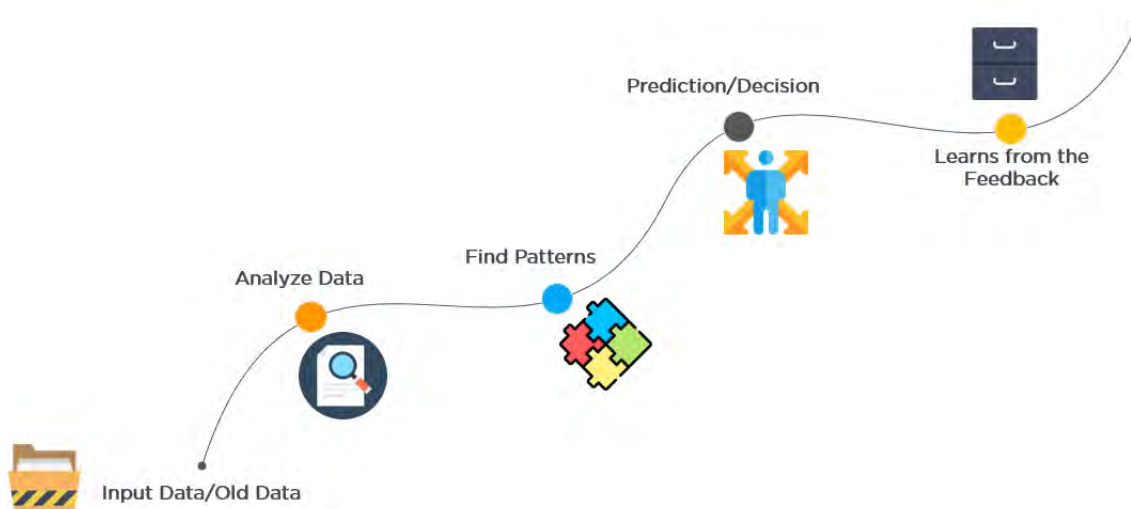 Prediction/Decision
Learns from the
Feedback
Find Patterns
Analyze Data
Input Data/Old Data